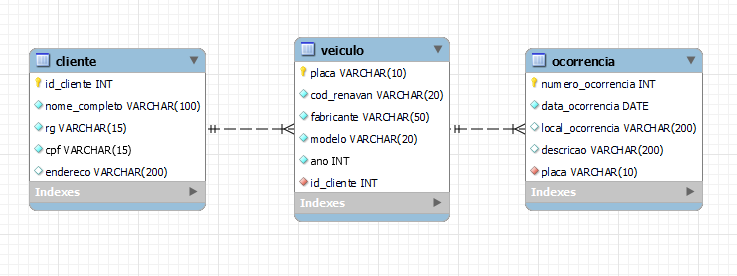 cliente
id_cliente INT
nome_completo VARCHAR(100)
rg VARCHAR(15)
cpf VARCHAR(15)
endereco VARCHAR(200)
Indexes
veiculo
placa VARCHAR(10)
cod_renavan VARCHAR(20)
fabricante VARCHAR(50)
modelo VARCHAR(20)
ano INT
id_cliente INT
Indexes
ocorrencia
numero_ocorrencia INT
data_ocorrencia DATE
local_ocorrencia VARCHAR(200)
descricao VARCHAR(200)
placa VARCHAR(10)
Indexes